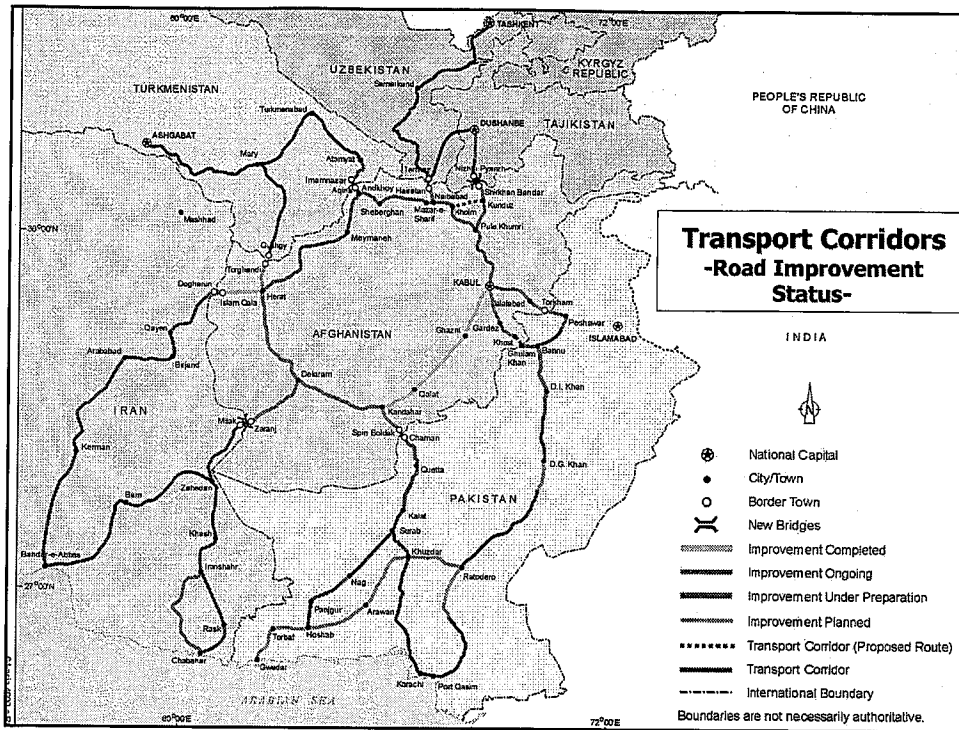 60°00'E
72°00'E
TASHKENT
UZBEKISTAN
KYRGYZ
REPUBLIC
Samarkand
TURKMENISTAN
PEOPLE'S REPUBLIC
OF CHINA
Turkmenabad
DUSHANBE
TAJIKISTAN
ASHGABAT
Mary
Atamyrat
Termez
Nizhni Pyanch
Imamnazar
Aqina
Andkhoy
Hairatan
Naibabad
Shirkhan Bandar
Kunduz
Mashhad
Sheberghan
Mazar-e-
Sharif
Kholm
Pule Khumri
30°00'N
Meymaneh
Torghundi
Dogharun
Islam Qala
Herat
KABUL
Jalalabad
Torkham
Peshawar
ISLAMABAD
AFGHANISTAN
Ghazni
Gardez
Khost
Ghulam
Khan
Bannu
Qayen
Arababad
Birjand
Delaram
Qalat
D.I. Khan
Kandahar
IRAN
Milak
Zaranj
Spin Boldak
Chaman
Kerman
Quetta
D.G. Khan
Zahedan
Bam
PAKISTAN
Kalat
Surab
Khash
Bandar-e-Abbas
Iranshahr
Khuzdar
Ratodero
27°00'N
Nag
Panjgur
Arawan
Rask
Turbat
Hoshab
Chabahar
Gwadar
Karachi
Port Qasim
ARABIAN SEA
60°00'E
72°00'E
Transport Corridors
-Road Improvement
Status-
INDIA
N
National Capital
City/Town
Border Town
New Bridges
Improvement Completed
Improvement Ongoing
Improvement Under Preparation
Improvement Planned
Transport Corridor (Proposed Route)
Transport Corridor
International Boundary
Boundaries are not necessarily authoritative.